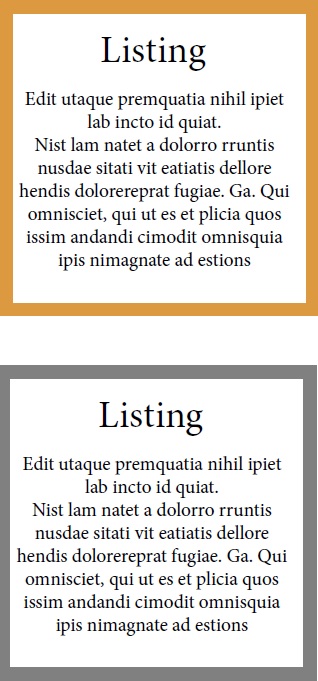 Listing
Edit utaque premquatia nihil ipiet
lab incto id quiat.
Nist lam natet a dolorro rruntis
nusdae sitati vit eatiatis dellore
hendis dolorereprat fugiae. Ga. Qui
omnisciet, qui ut es et plicia quos
issim andandi cimodit omnisquia
ipis nimagnate ad estions
Listing
Edit utaque premquatia nihil ipiet
lab incto id quiat.
Nist lam natet a dolorro rruntis
nusdae sitati vit eatiatis dellore
hendis dolorereprat fugiae. Ga. Qui
omnisciet, qui ut es et plicia quos
issim andandi cimodit omnisquia
ipis nimagnate ad estions